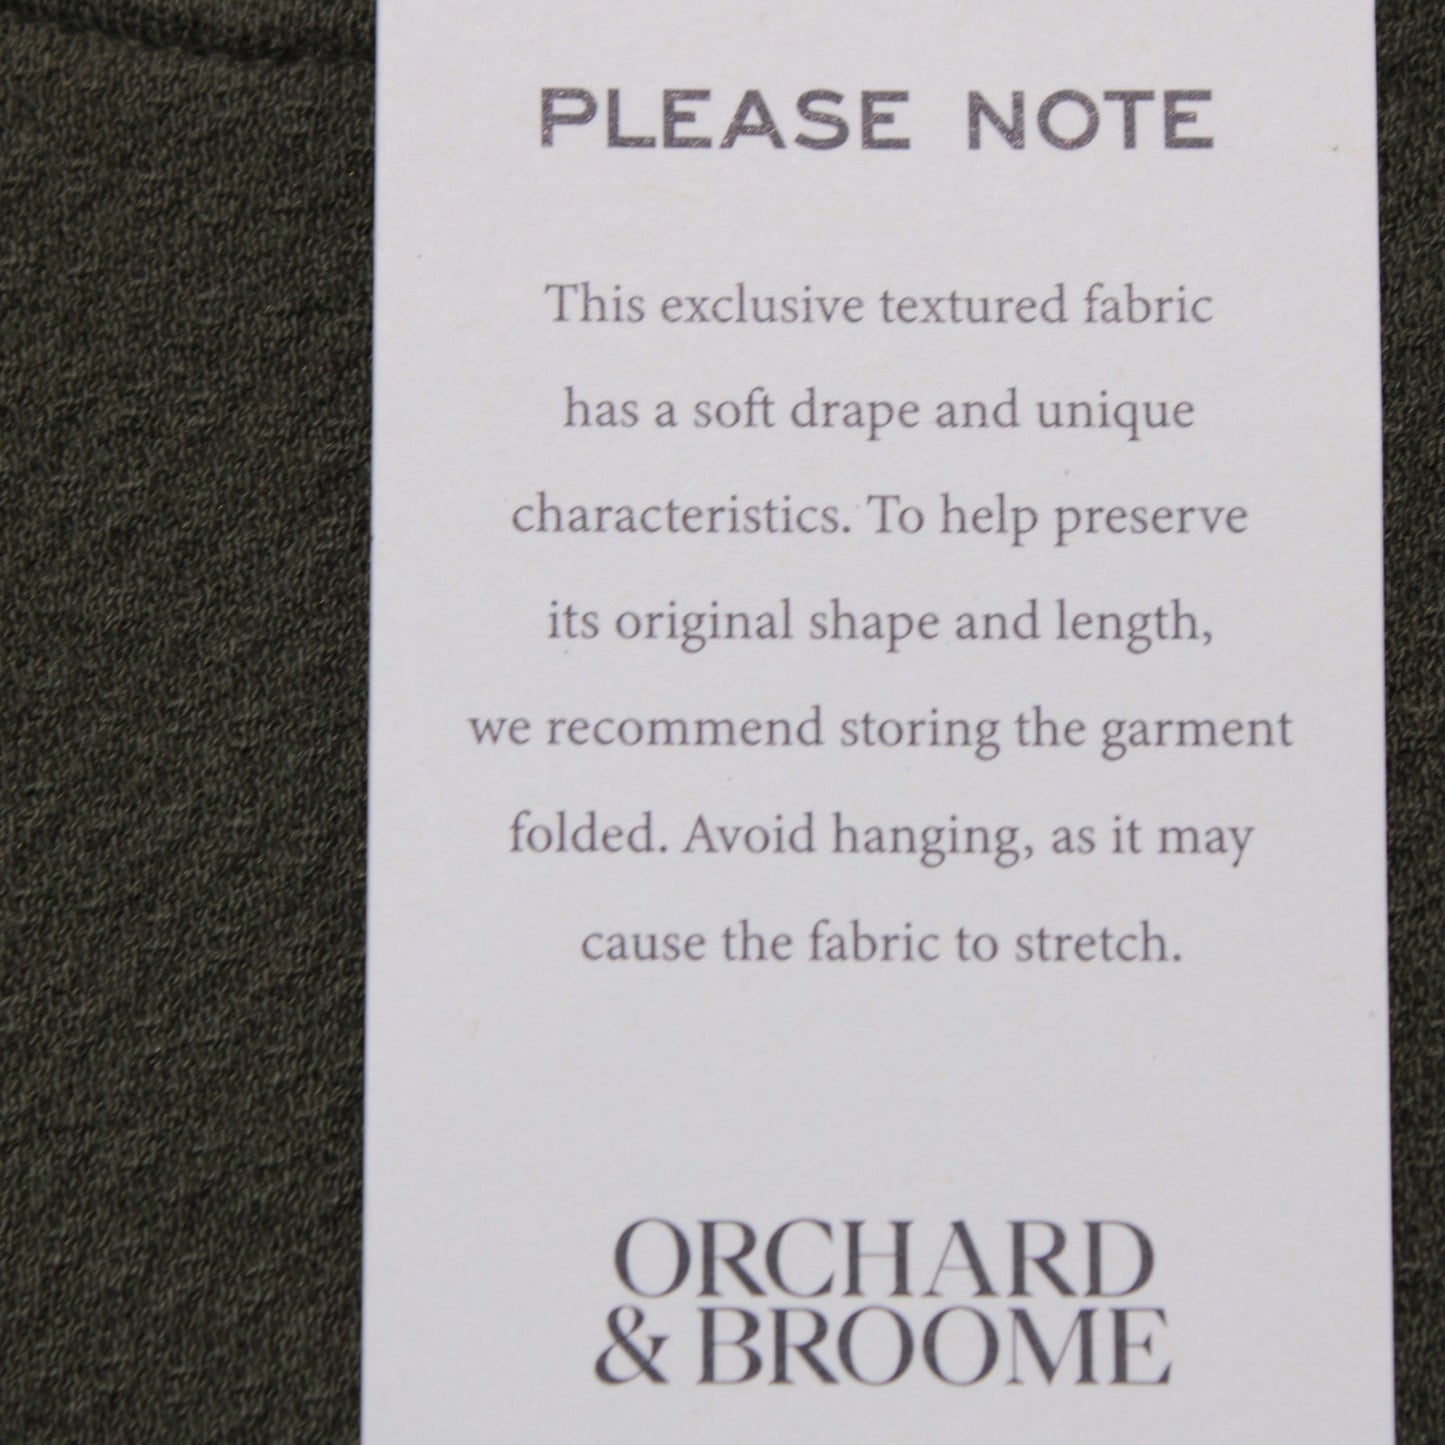 PLEASE NOTE
This exclusive textured fabric
has a soft drape and unique
characteristics. To help preserve
its original shape and length,
we recommend storing the garment
folded. Avoid hanging, as it may
cause the fabric to stretch.
ORCHARD
& BROOME